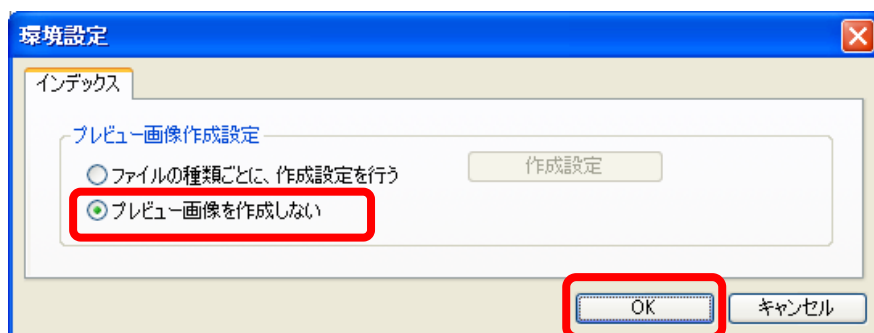 環境設定
インデックス
プレビュー画像作成設定
ファイルの種類ごとに、作成設定を行う
作成設定
プレビュー画像を作成しない
OK
キャンセル